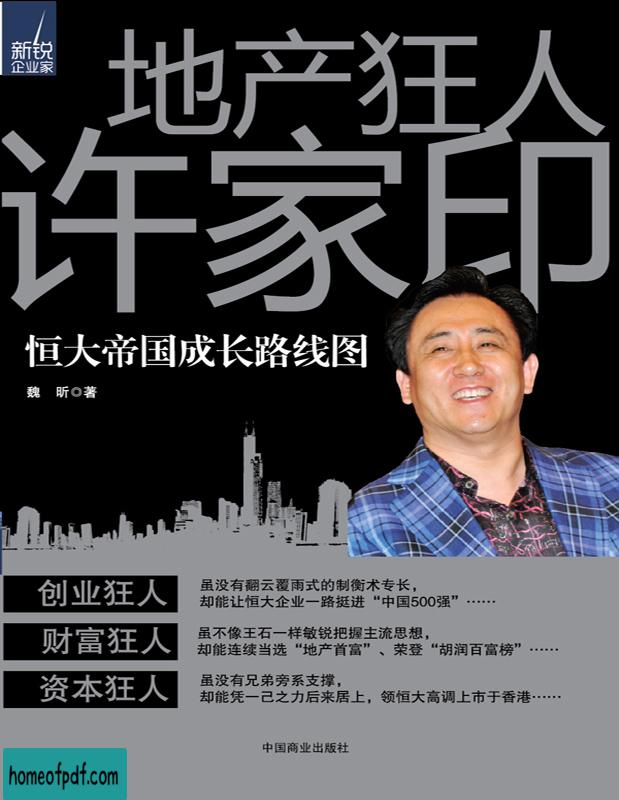 新锐
企业家
地产狂人
许家印
恒大帝国成长路线图
魏 昕◎著
创业狂人
虽没有翻云覆雨式的制衡术专长，
却能让恒大企业一路挺进“中国500强”……
财富狂人
虽不像王石一样敏锐把握主流思想，
却能连续当选“地产首富”、荣登“胡润百富榜”……
资本狂人
虽没有兄弟旁系支撑，
却能凭一己之力后来居上，领恒大高调上市于香港……
中国商业出版社
homeofpdf.com